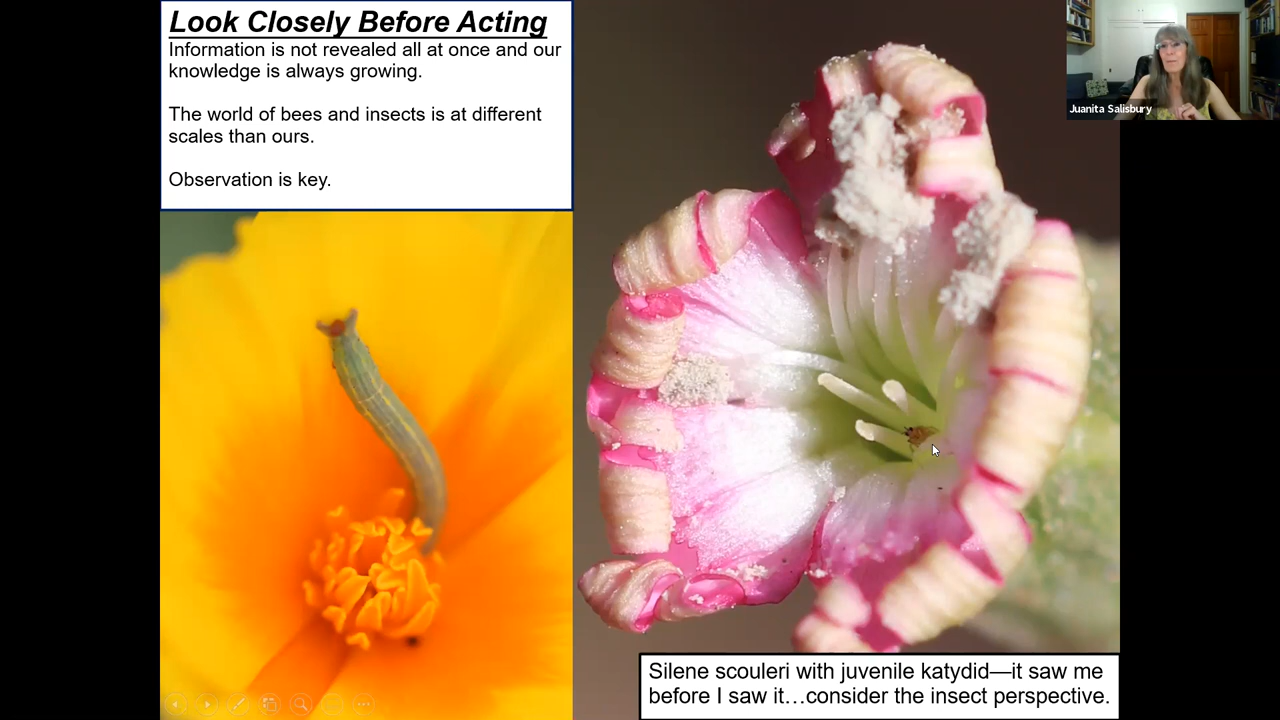 Look Closely Before Acting
Information is not revealed all at once and our
knowledge is always growing.
The world of bees and insects is at different
scales than ours.
Observation is key.
Juanita Salisbury
Silene scouleri with juvenile katydid—it saw me
before I saw it…consider the insect perspective.